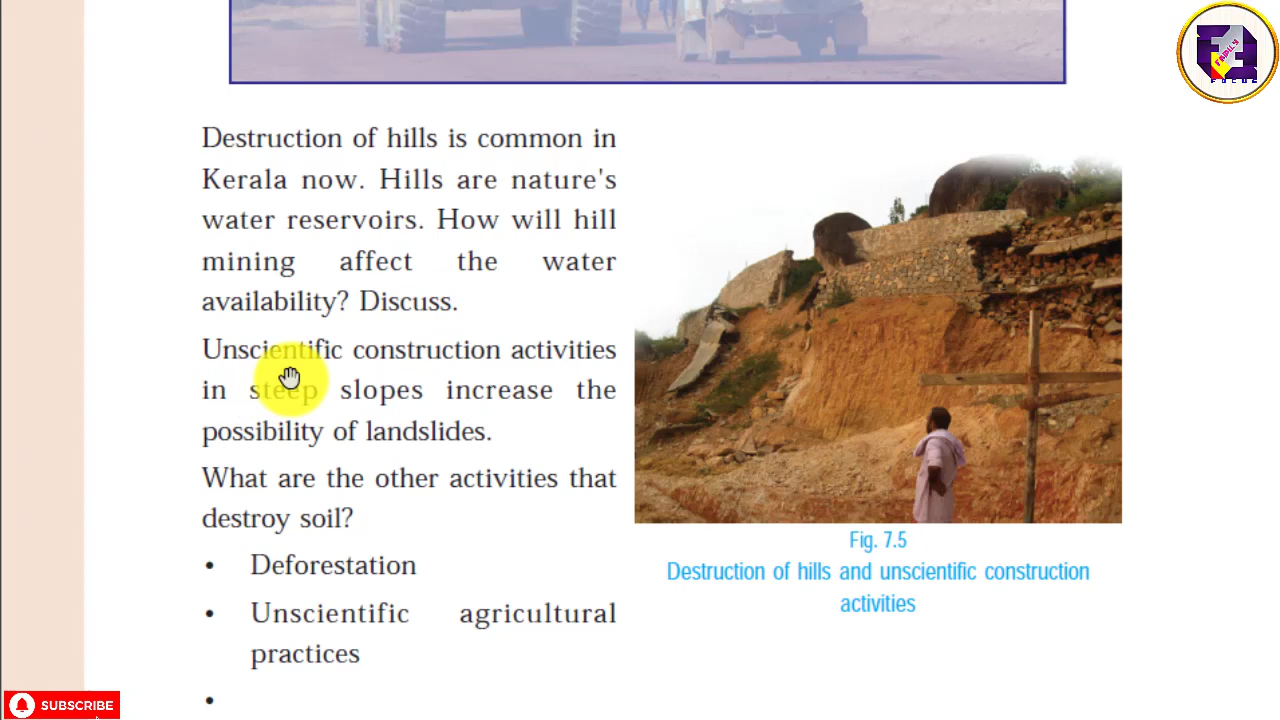 FAMILY
FOCUS
Destruction of hills is common in
Kerala now. Hills are nature's
water reservoirs. How will hill
mining affect the water
availability? Discuss.
Unscientific construction activities
in steep slopes increase the
possibility of landslides.
What are the other activities that
destroy soil?
• Deforestation
• Unscientific agricultural
practices
•
Fig. 7.5
Destruction of hills and unscientific construction
activities
SUBSCRIBE